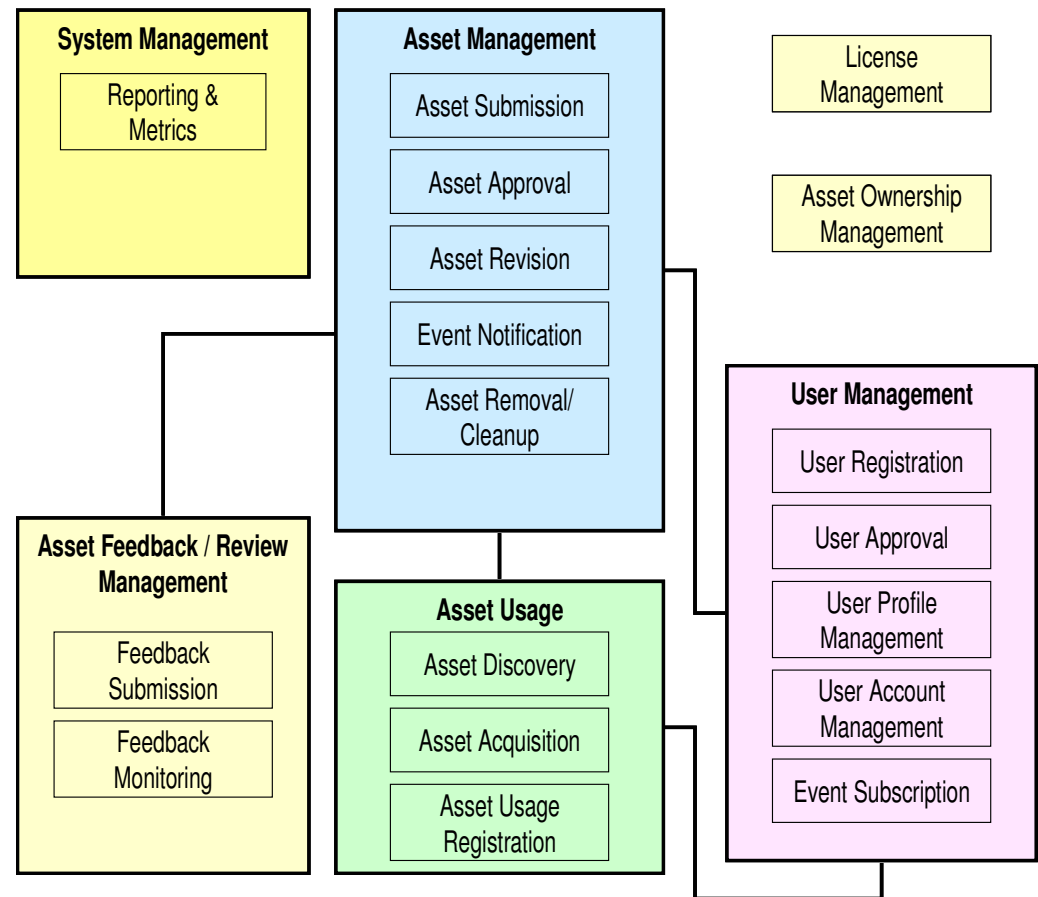 System Management
Reporting &
Metrics
Asset Management
Asset Submission
Asset Approval
Asset Revision
Event Notification
Asset Removal/
Cleanup
License
Management
Asset Ownership
Management
User Management
User Registration
User Approval
User Profile
Management
User Account
Management
Event Subscription
Asset Feedback / Review
Management
Feedback
Submission
Feedback
Monitoring
Asset Usage
Asset Discovery
Asset Acquisition
Asset Usage
Registration